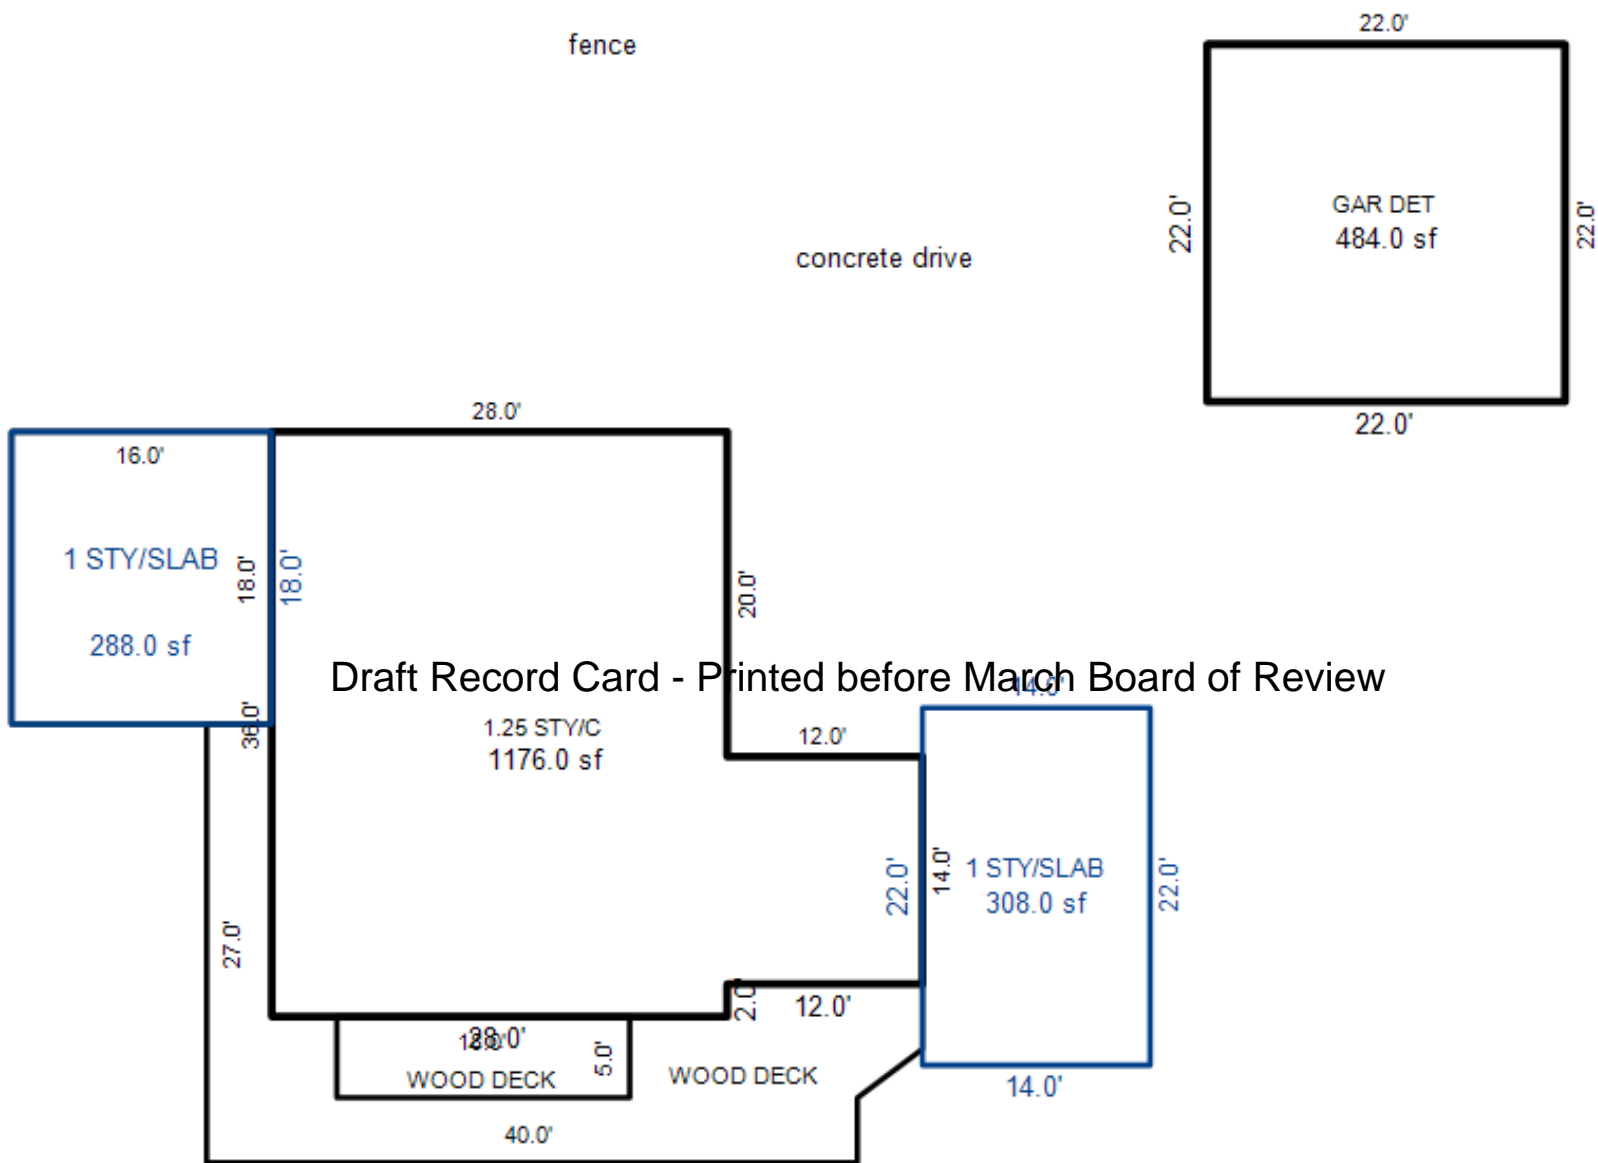 22.0'
fence
22.0'
GAR DET
484.0 sf
22.0'
concrete drive
22.0'
28.0'
16.0'
1 STY/SLAB
18.0'
18.0'
288.0 sf
20.0'
Draft Record Card - Printed before March Board of Review
14.0'
36.0'
1.25 STY/C
1176.0 sf
12.0'
22.0'
14.0'
1 STY/SLAB
308.0 sf
22.0'
27.0'
2.0'
12.0'
28.0'
5.0'
WOOD DECK
WOOD DECK
14.0'
40.0'